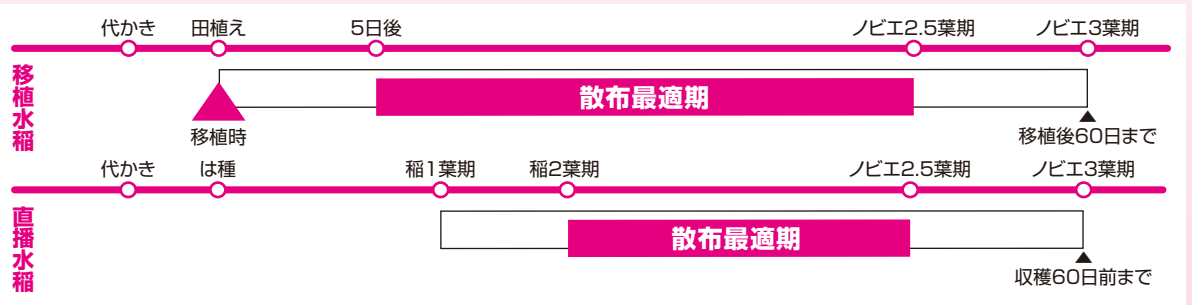 代かき 田植え 5日後 ノビエ2.5葉期 ノビエ3葉期
移植水稲
散布最適期
移植時 移植後60日まで
代かき は種 稲1葉期 稲2葉期 ノビエ2.5葉期 ノビエ3葉期
直播水稲
散布最適期
収穫60日前まで